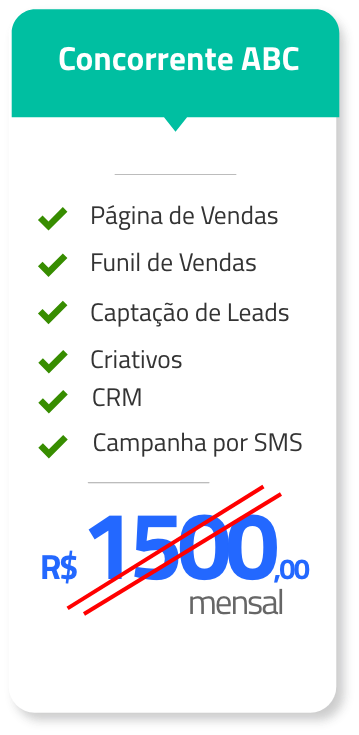 Concorrente ABC
Página de Vendas
Funil de Vendas
Captação de Leads
Criativos
CRM
Campanha por SMS
R$ 1500,00
mensal